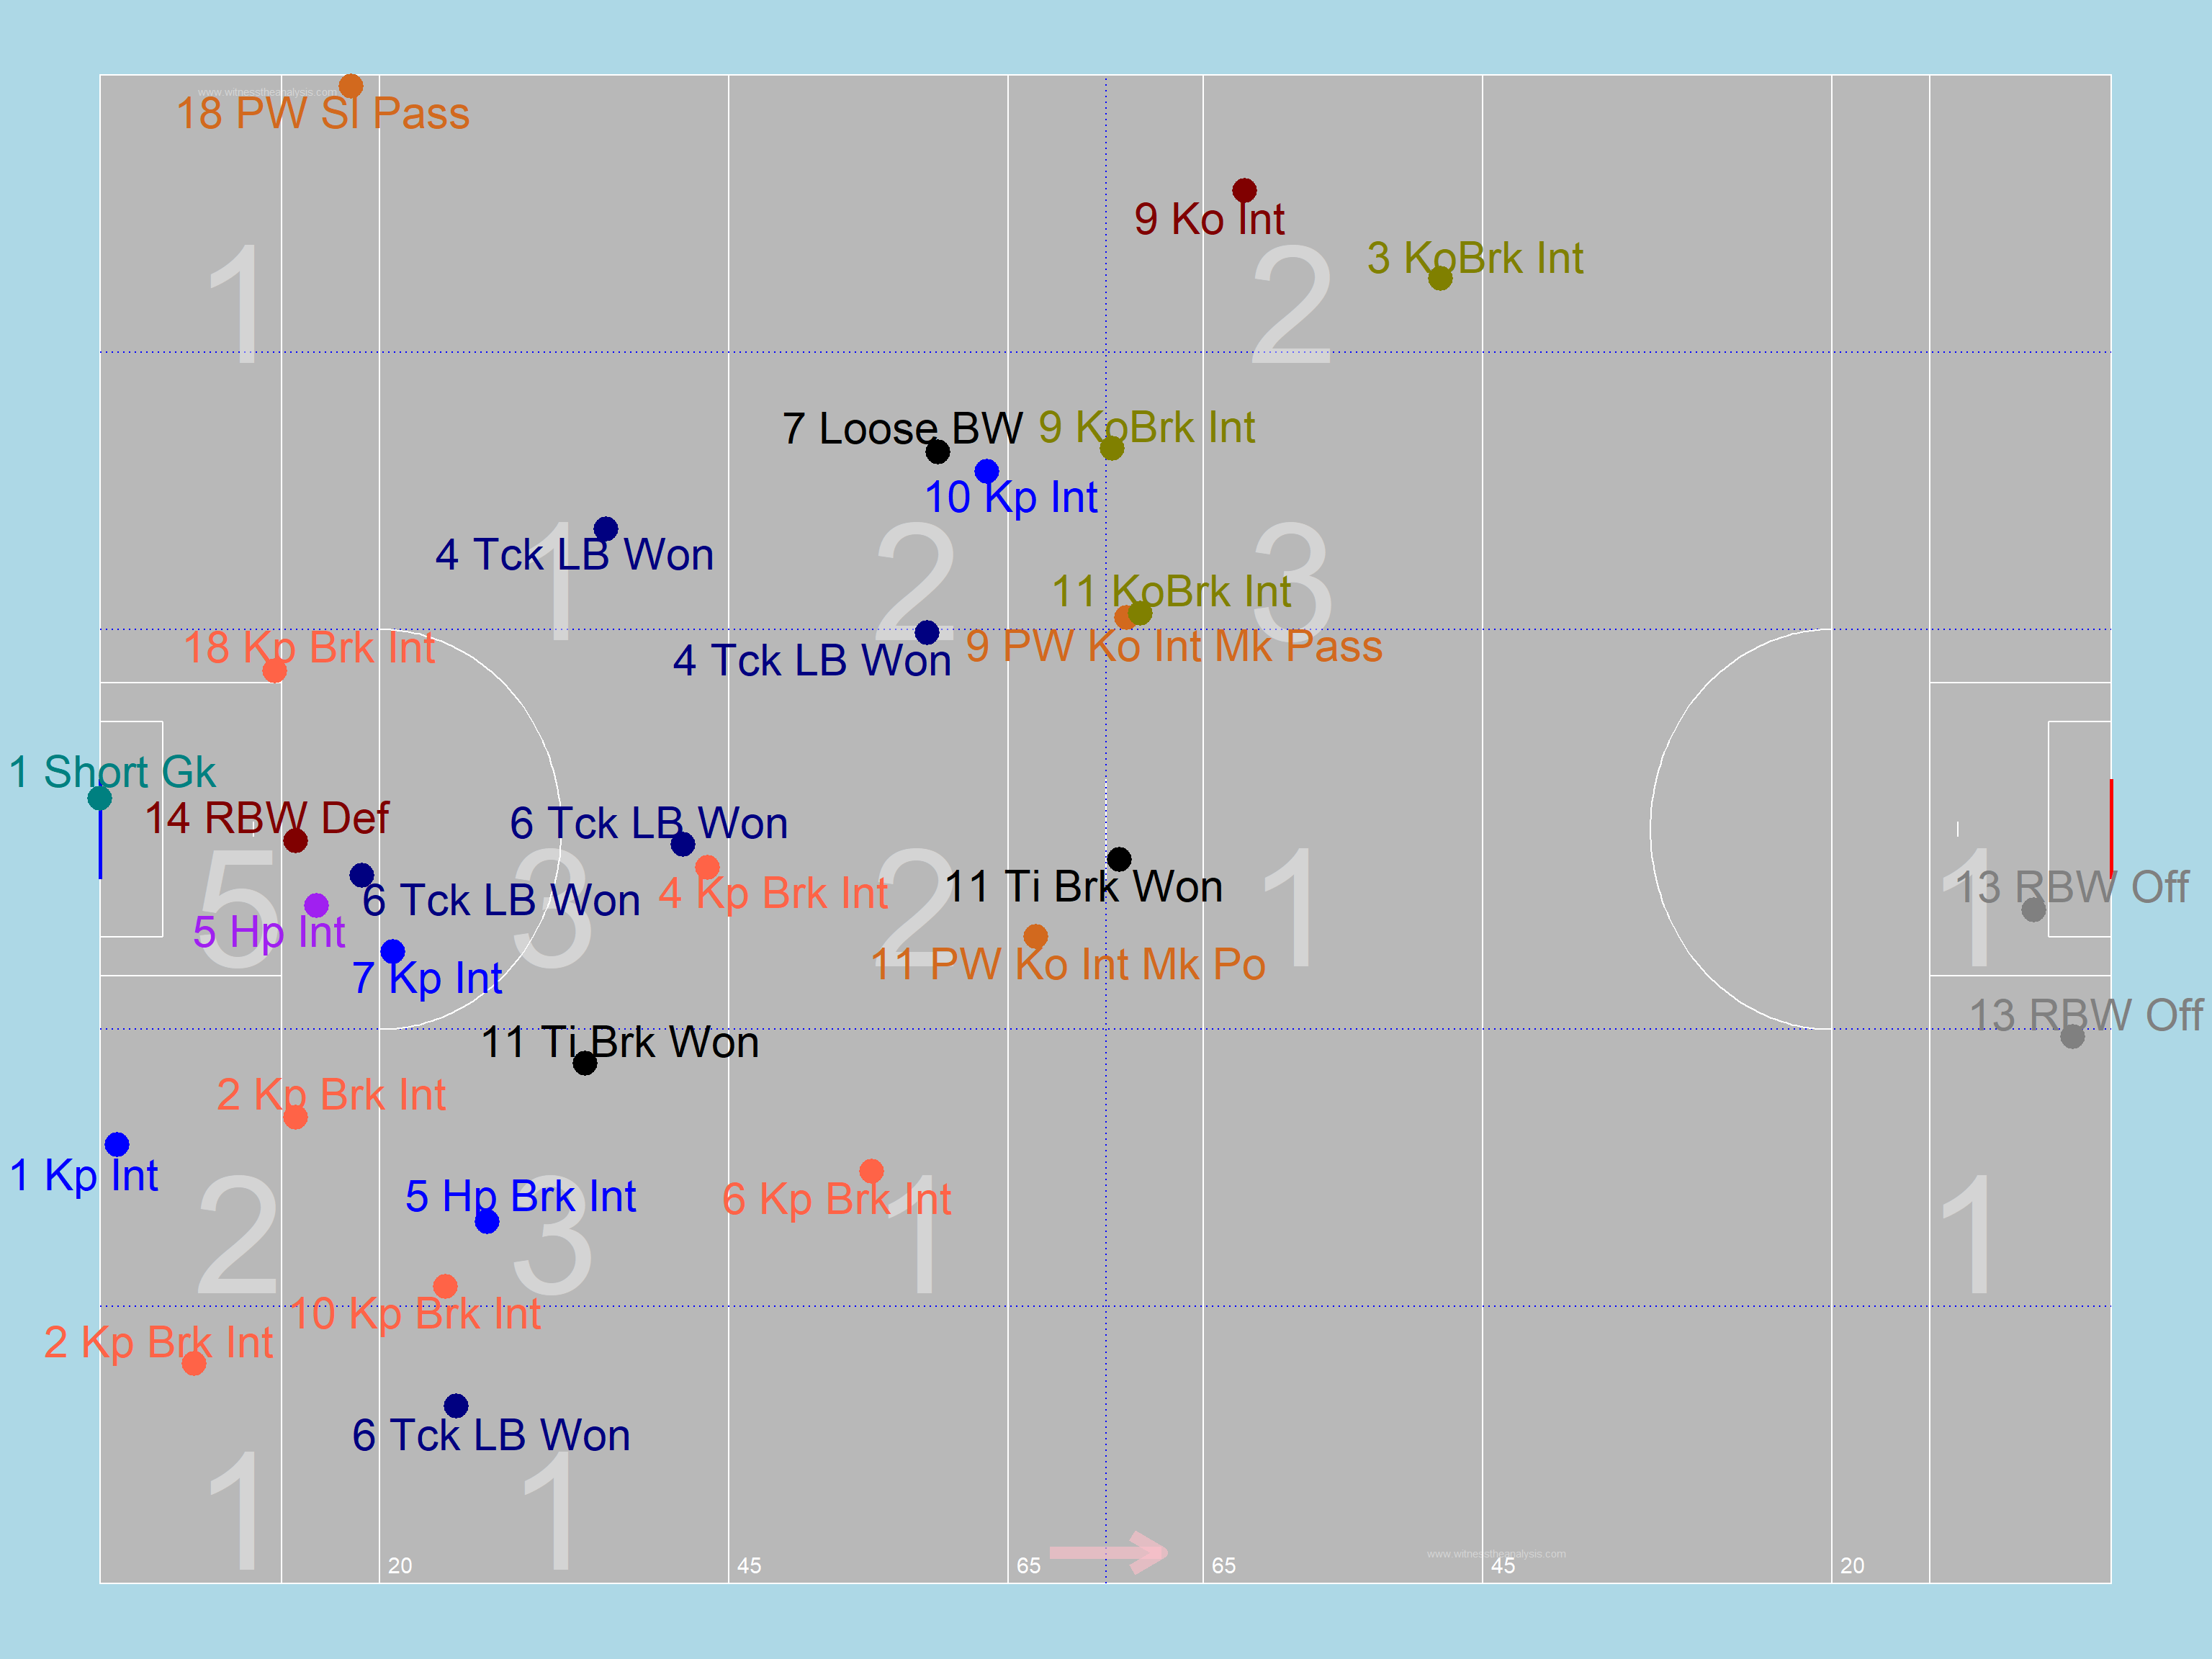 www.witnesstheanalysis.com
18 PW Sl Pass
9 Ko Int
3 KoBrk Int
1
2
7 Loose BW
9 KoBrk Int
10 Kp Int
4 Tck LB Won
1
2
3
11 KoBrk Int
18 Kp Brk Int
4 Tck LB Won
9 PW Ko Int Mk Pass
1 Short Gk
14 RBW Def
6 Tck LB Won
5
3
2
1
1
6 Tck LB Won
4 Kp Brk Int
11 Ti Brk Won
13 RBW Off
5 Hp Int
7 Kp Int
11 PW Ko Int Mk Po
13 RBW Off
11 Ti Brk Won
2 Kp Brk Int
1 Kp Int
5 Hp Brk Int
6 Kp Brk Int
2
3
1
1
10 Kp Brk Int
2 Kp Brk Int
6 Tck LB Won
1
1
www.witnesstheanalysis.com
20
45
65
65
45
20